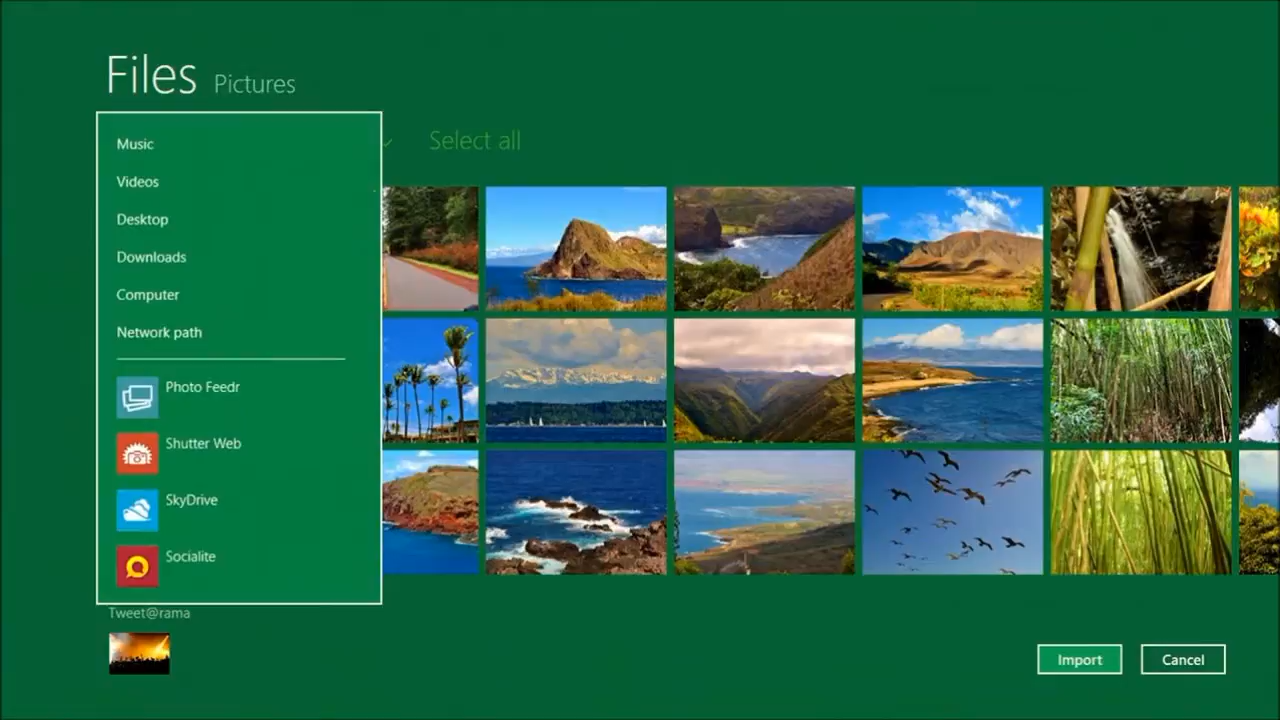 Files Pictures
Select all
Music
Videos
Desktop
Downloads
Computer
Network path
Photo Feedr
Shutter Web
SkyDrive
Socialite
Tweet@rama
Import Cancel